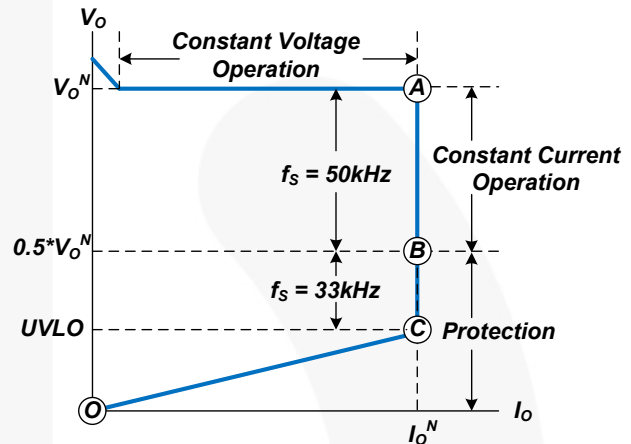 V_O
Constant Voltage
Operation
V_O^N
A
f_S = 50kHz
Constant Current
Operation
0.5*V_O^N
B
f_S = 33kHz
UVLO
C
Protection
O
I_O^N
I_O